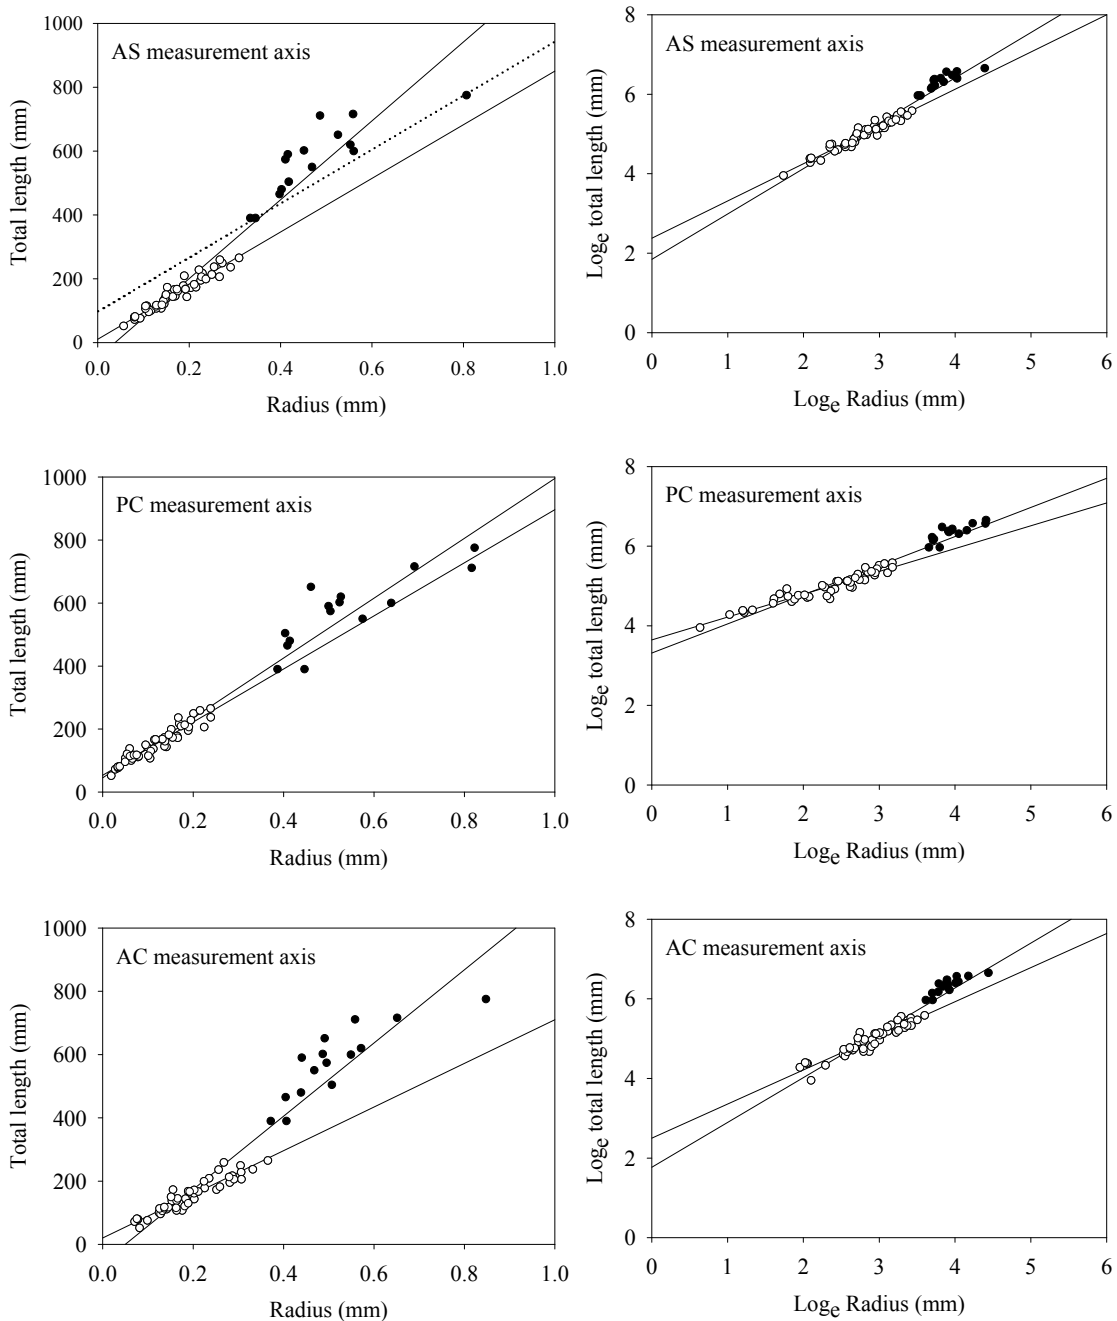 AS measurement axis
Total length (mm)
1000
800
600
400
200
0
0.0 0.2 0.4 0.6 0.8 1.0
Radius (mm)
AS measurement axis
Loge total length (mm)
8
6
4
2
0
0 1 2 3 4 5 6
Loge Radius (mm)
PC measurement axis
Total length (mm)
1000
800
600
400
200
0
0.0 0.2 0.4 0.6 0.8 1.0
Radius (mm)
PC measurement axis
Loge total length (mm)
8
6
4
2
0
0 1 2 3 4 5 6
Loge Radius (mm)
AC measurement axis
Total length (mm)
1000
800
600
400
200
0
0.0 0.2 0.4 0.6 0.8 1.0
Radius (mm)
AC measurement axis
Loge total length (mm)
8
6
4
2
0
0 1 2 3 4 5 6
Loge Radius (mm)